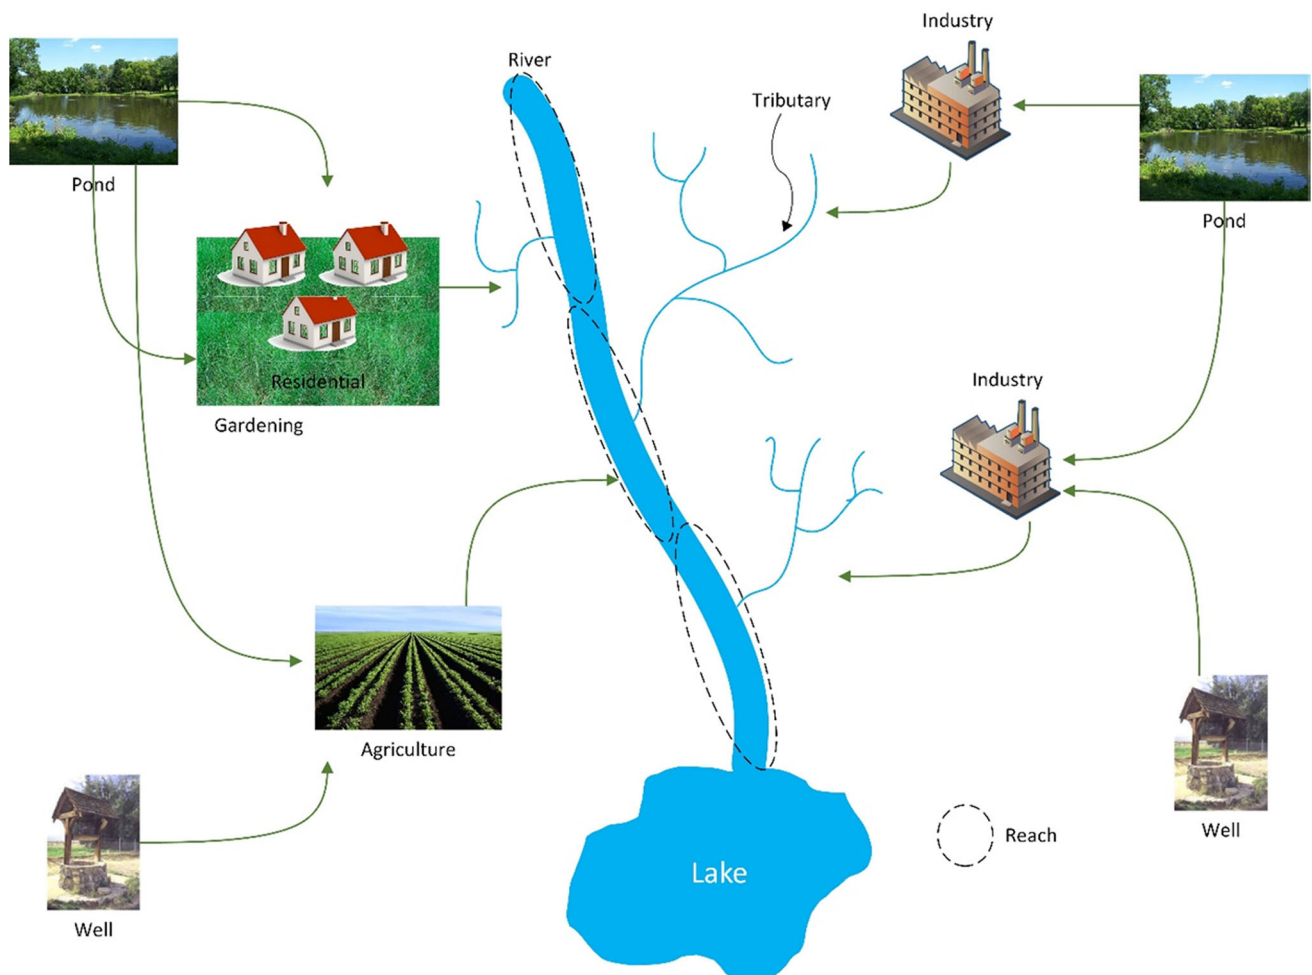 Industry
River
Tributary
Pond
Pond
Residential
Gardening
Industry
Agriculture
Well
Reach
Lake
Well